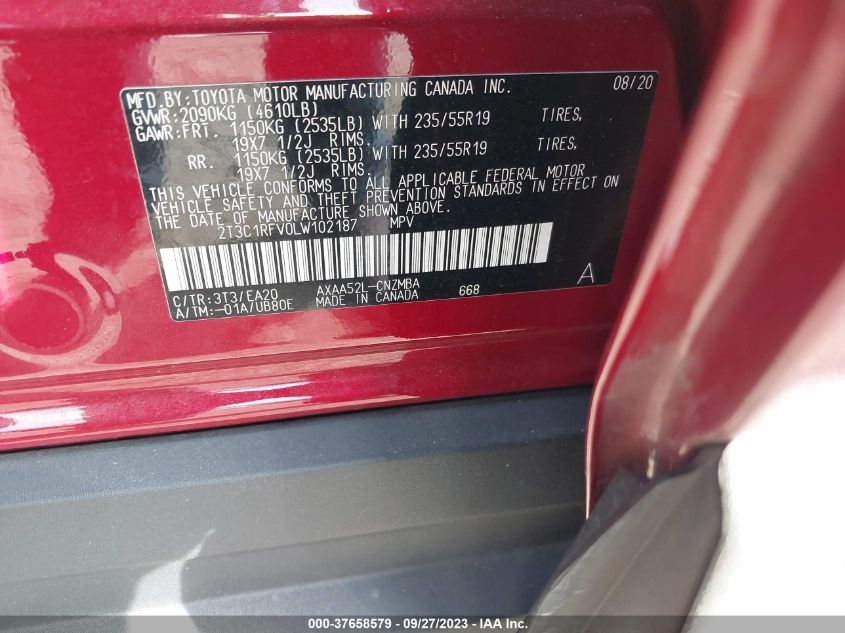 MFD.BY:TOYOTA MOTOR MANUFACTURING CANADA INC. 08/20
GVWR:2090KG (4610LB)
GAWR:FRT. 1150KG (2535LB) WITH 235/55R19 TIRES,
19X7 1/2J RIMS.
RR. 1150KG (2535LB) WITH 235/55R19 TIRES,
19X7 1/2J RIMS.
THIS VEHICLE CONFORMS TO ALL APPLICABLE FEDERAL MOTOR
VEHICLE SAFETY AND THEFT PREVENTION STANDARDS IN EFFECT ON
THE DATE OF MANUFACTURE SHOWN ABOVE.
2T3C1RFV0LW102187 MPV
C/TR:3T3/EA20 AXAA52L-CNZMBA 668 A
A/TM:-01A/UB80E MADE IN CANADA
000-37658579 - 09/27/2023 - IAAI.COM